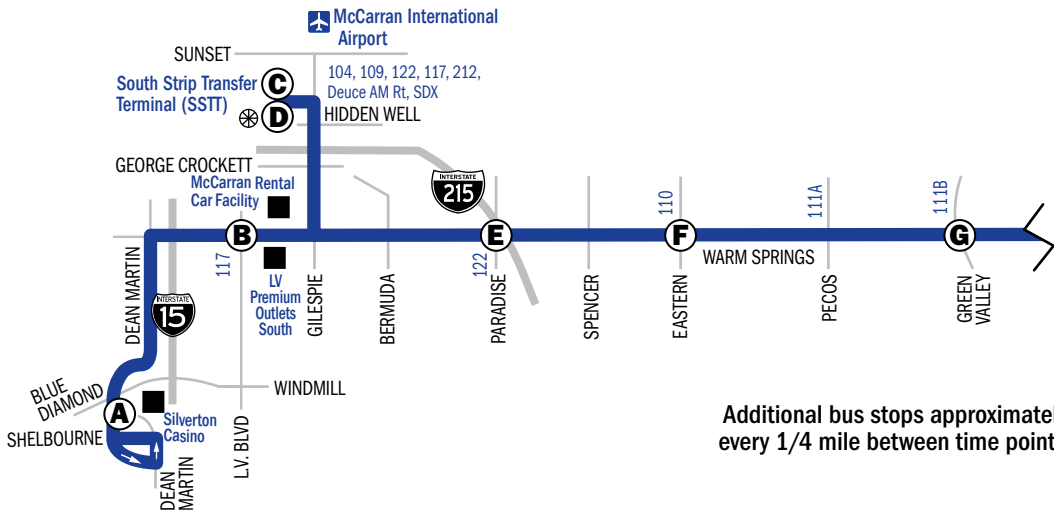 McCarran International
Airport
SUNSET
South Strip Transfer
Terminal (SSTT)
C
D
104, 109, 122, 117, 212,
Deuce AM Rt, SDX
HIDDEN WELL
GEORGE CROCKETT
McCarran Rental
Car Facility
INTERSTATE
215
110
111A
111B
B
E
F
G
117
122
WARM SPRINGS
DEAN MARTIN
LV
Premium
Outlets
South
GILESPIE
BERMUDA
PARADISE
SPENCER
EASTERN
PECOS
GREEN
VALLEY
INTERSTATE
15
BLUE
DIAMOND
WINDMILL
A
SHELBOURNE
Silverton
Casino
L.V. BLVD
DEAN
MARTIN
Additional bus stops approximatel
every 1/4 mile between time point